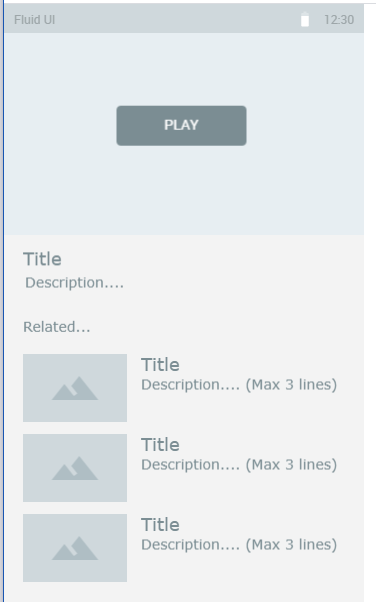 Fluid UI 12:30
PLAY
Title
Description....
Related...
Title
Description.... (Max 3 lines)
Title
Description.... (Max 3 lines)
Title
Description.... (Max 3 lines)